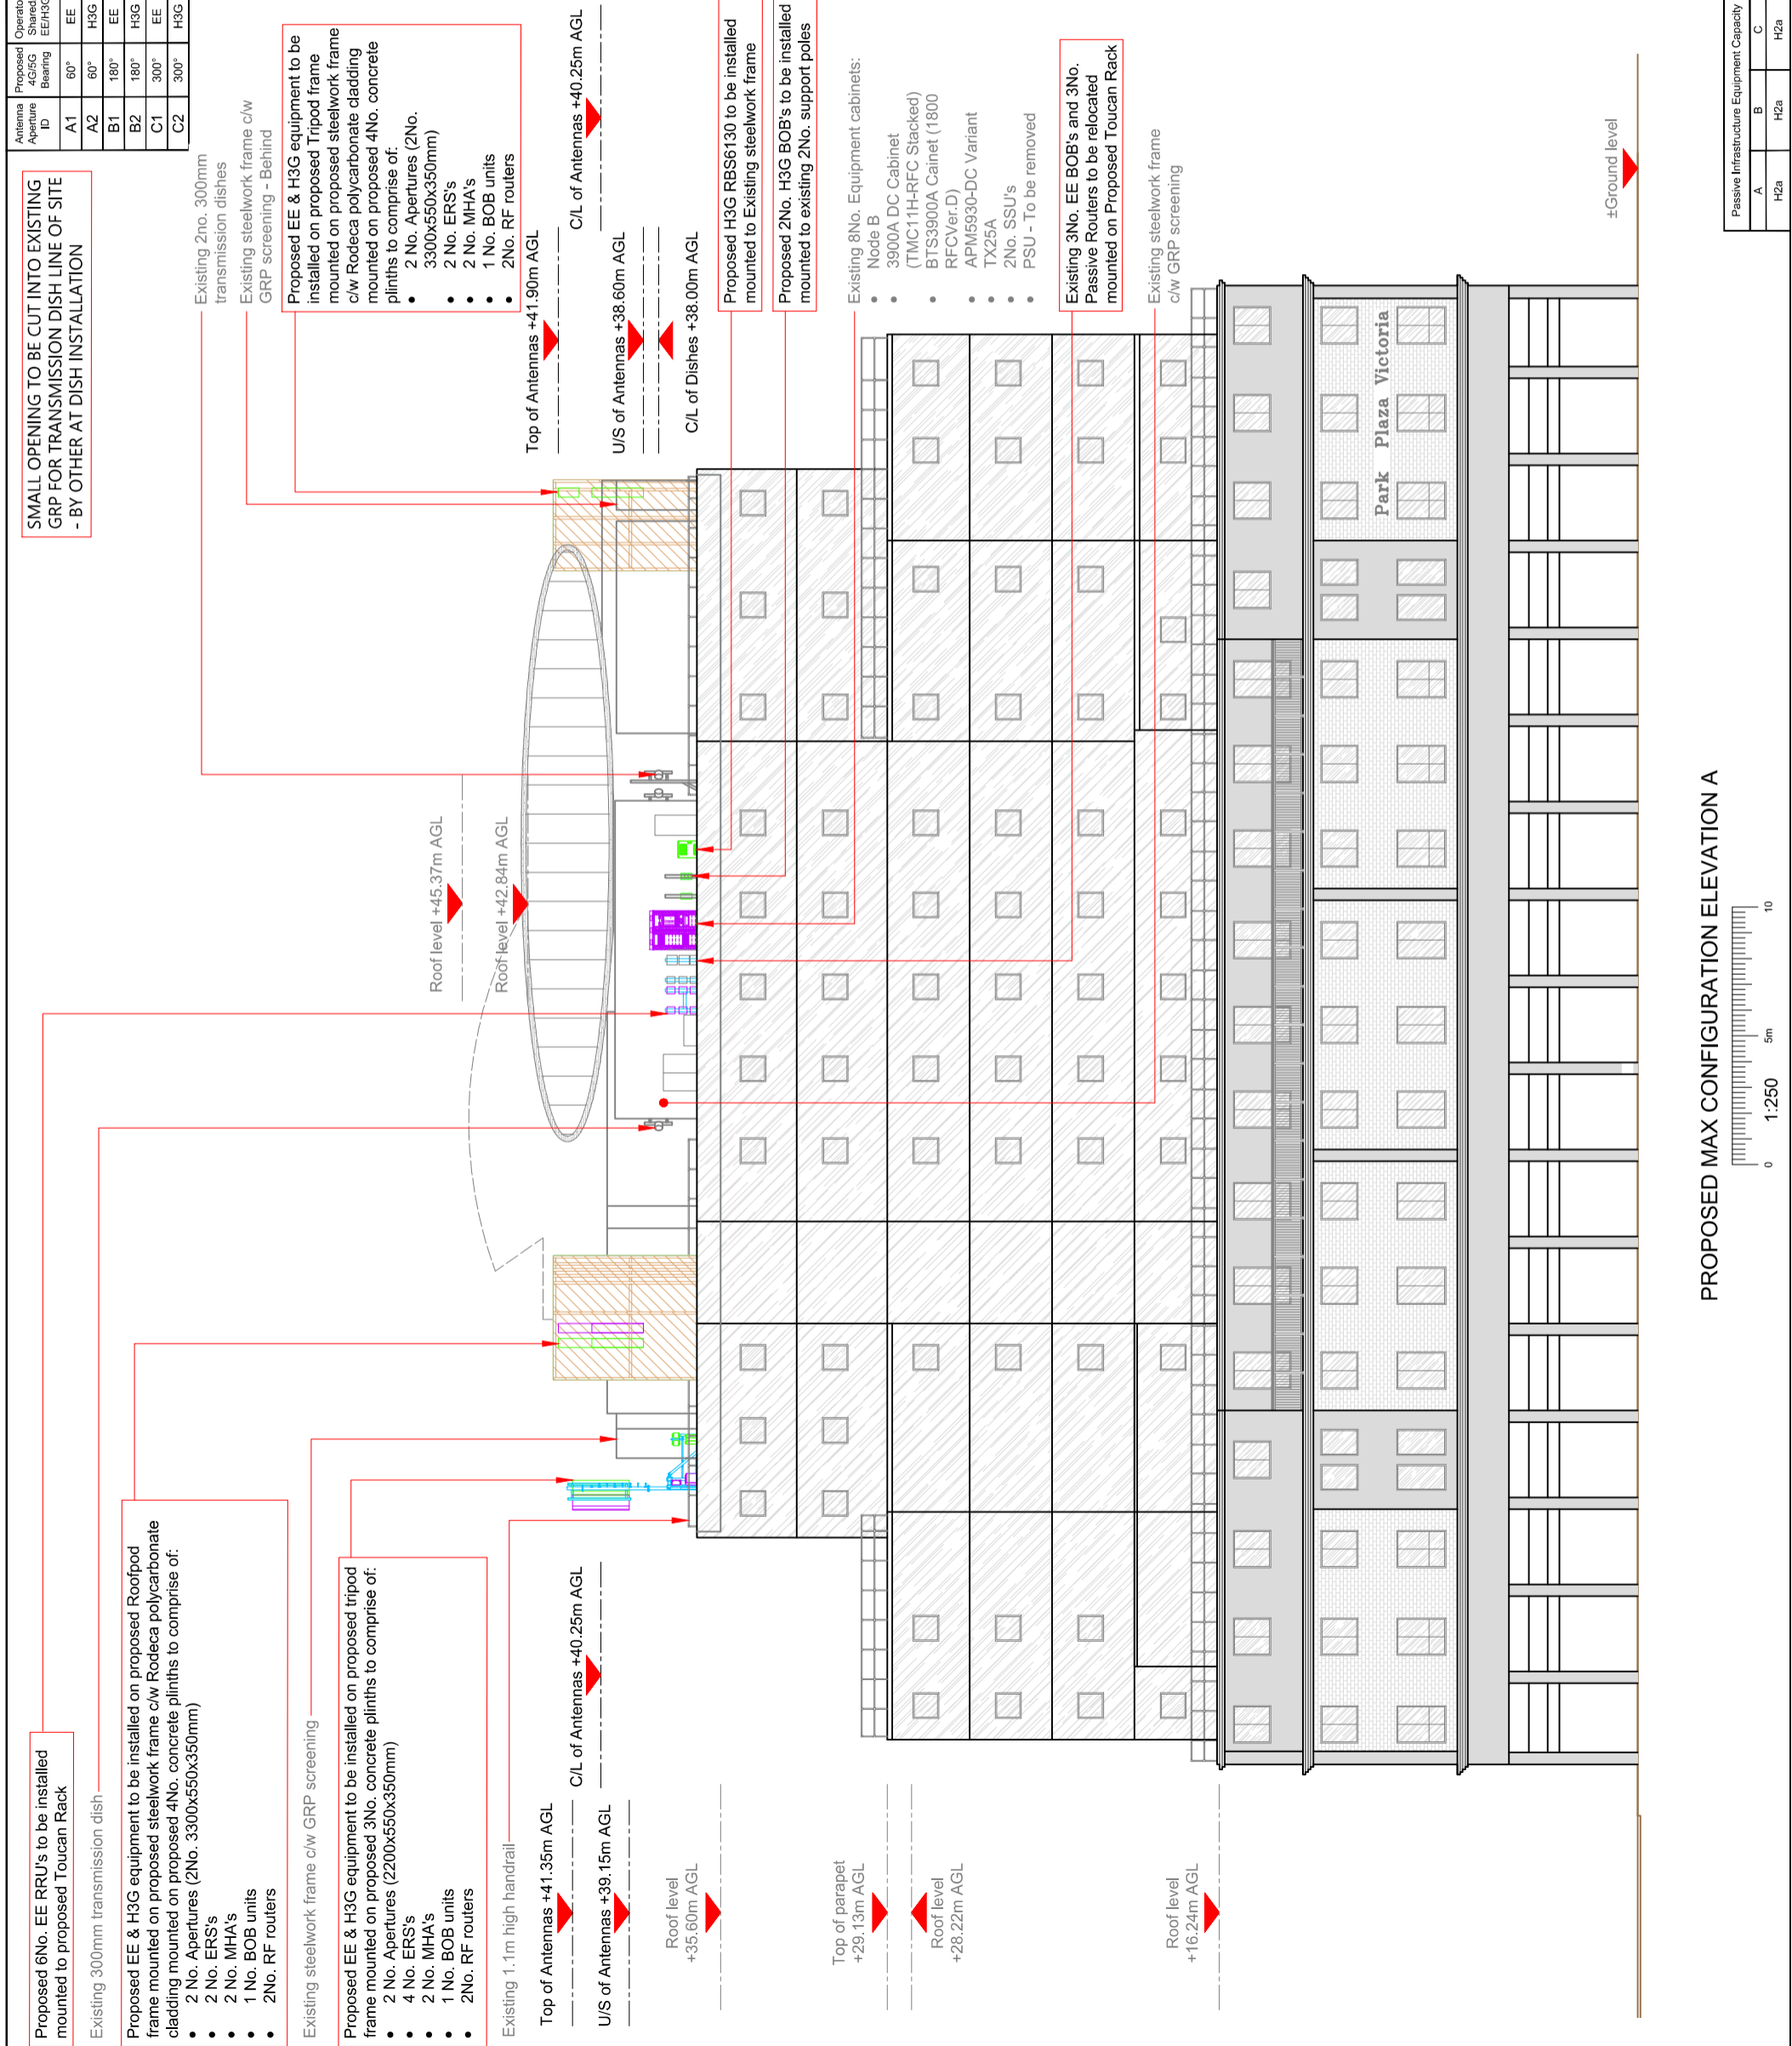 Proposed 6No. EE RRU's to be installed
mounted to proposed Toucan Rack
Existing 300mm transmission dish
Proposed EE & H3G equipment to be installed on proposed Roofpod
frame mounted on proposed steelwork frame c/w Rodeca polycarbonate
cladding mounted on proposed 4No. concrete plinths to comprise of:
• 2 No. Apertures (2No. 3300x550x350mm)
• 2 No. ERS's
• 2 No. MHA's
• 1 No. BOB units
• 2No. RF routers
Existing steelwork frame c/w GRP screening
Proposed EE & H3G equipment to be installed on proposed tripod
frame mounted on proposed 3No. concrete plinths to comprise of:
• 2 No. Apertures (2200x550x350mm)
• 4 No. ERS's
• 2 No. MHA's
• 1 No. BOB units
• 2No. RF routers
Existing 1.1m high handrail
Top of Antennas +41.35m AGL
C/L of Antennas +40.25m AGL
U/S of Antennas +39.15m AGL
Roof level
+35.60m AGL
Top of parapet
+29.13m AGL
Roof level
+28.22m AGL
Roof level
+16.24m AGL
Roof level +45.37m AGL
Roof level +42.84m AGL
SMALL OPENING TO BE CUT INTO EXISTING
GRP FOR TRANSMISSION DISH LINE OF SITE
- BY OTHER AT DISH INSTALLATION
Antenna Aperture ID
Proposed 4G/5G Bearing
Shared EE/H3G
A1 60° EE
A2 60° H3G
B1 180° EE
B2 180° H3G
C1 300° EE
C2 300° H3G
Existing 2no. 300mm
transmission dishes
Existing steelwork frame c/w
GRP screening - Behind
Proposed EE & H3G equipment to be
installed on proposed Tripod frame
mounted on proposed steelwork frame
c/w Rodeca polycarbonate cladding
mounted on proposed 4No. concrete
plinths to comprise of:
• 2 No. Apertures (2No.
3300x550x350mm)
• 2 No. ERS's
• 2 No. MHA's
• 1 No. BOB units
• 2No. RF routers
Top of Antennas +41.90m AGL
C/L of Antennas +40.25m AGL
U/S of Antennas +38.60m AGL
C/L of Dishes +38.00m AGL
Proposed H3G RBS6130 to be installed
mounted to Existing steelwork frame
Proposed 2No. H3G BOB's to be installed
mounted to existing 2No. support poles
Existing 8No. Equipment cabinets:
• Node B
• 3900A DC Cabinet
(TMC11H+RFC Stacked)
• BTS3900A Cainet (1800
RFCVer.D)
• APM5930-DC Variant
• TX25A
• 2No. SSU's
• PSU - To be removed
Existing 3No. EE BOB's and 3No.
Passive Routers to be relocated
mounted on Proposed Toucan Rack
Existing steelwork frame
c/w GRP screening
Park Plaza Victoria
±Ground level
PROPOSED MAX CONFIGURATION ELEVATION A
0 5m 10
1:250
Passive Infrastructure Equipment Capacity
A B C
H2a H2a H2a